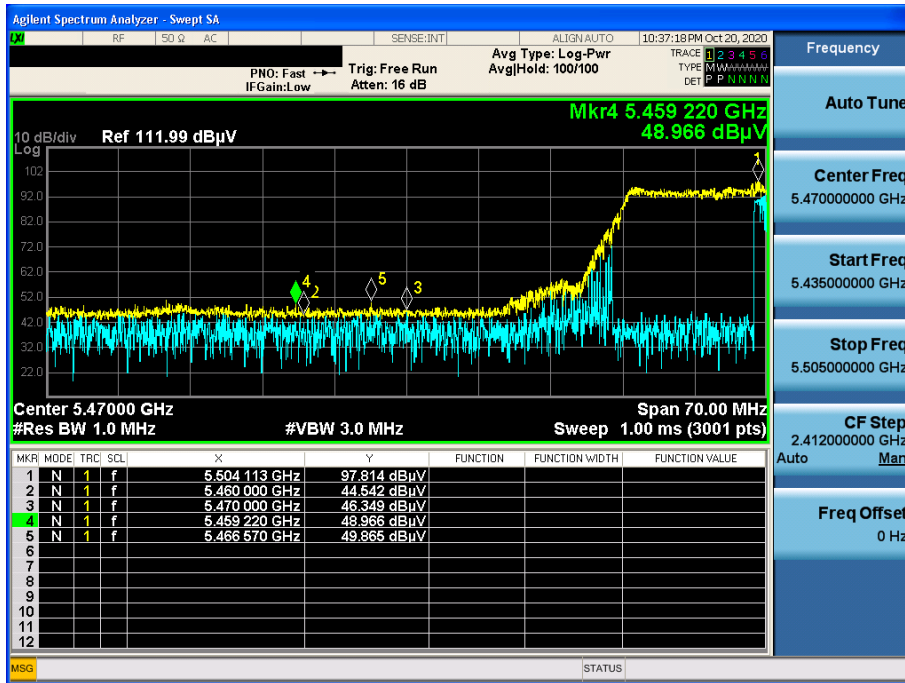 Agilent Spectrum Analyzer - Swept SA
LXI RF 50 Ω AC SENSE:INT ALIGN AUTO 10:37:18 PM Oct 20, 2020
PNO: Fast Trig: Free Run Avg Type: Log-Pwr TRACE 1 2 3 4 5 6
IFGain:Low Atten: 16 dB Avg|Hold: 100/100 TYPE M W W W W W
DET P P N N N N
Mkr4 5.459 220 GHz
48.966 dBµV
10 dB/div Ref 111.99 dBµV
Log
102
92.0
82.0
72.0
62.0
52.0
42.0
32.0
22.0
1
4
2
5
3
Center 5.47000 GHz Span 70.00 MHz
#Res BW 1.0 MHz #VBW 3.0 MHz Sweep 1.00 ms (3001 pts)
MKR MODE TRC SCL X Y FUNCTION FUNCTION WIDTH FUNCTION VALUE
1 N 1 f 5.504 113 GHz 97.814 dBµV
2 N 1 f 5.460 000 GHz 44.542 dBµV
3 N 1 f 5.470 000 GHz 46.349 dBµV
4 N 1 f 5.459 220 GHz 48.966 dBµV
5 N 1 f 5.466 570 GHz 49.865 dBµV
6
7
8
9
10
11
12
MSG STATUS
Frequency
Auto Tune
Center Freq
5.470000000 GHz
Start Freq
5.435000000 GHz
Stop Freq
5.505000000 GHz
CF Step
2.412000000 GHz
Auto Man
Freq Offset
0 Hz